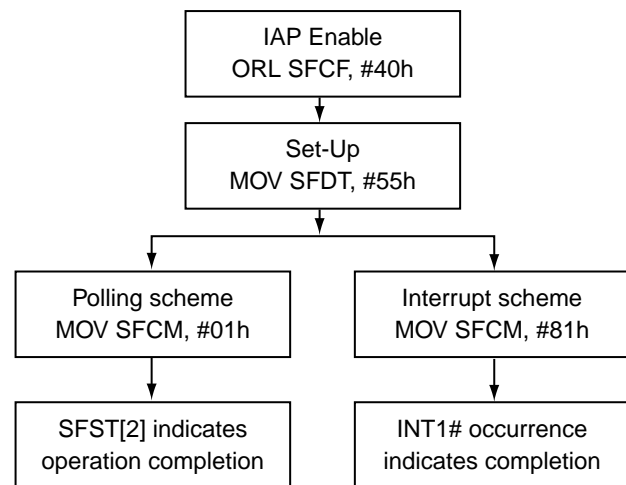 IAP Enable
ORL SFCF, #40h
Set-Up
MOV SFDT, #55h
Polling scheme
MOV SFCM, #01h
Interrupt scheme
MOV SFCM, #81h
SFST[2] indicates
operation completion
INT1# occurrence
indicates completion